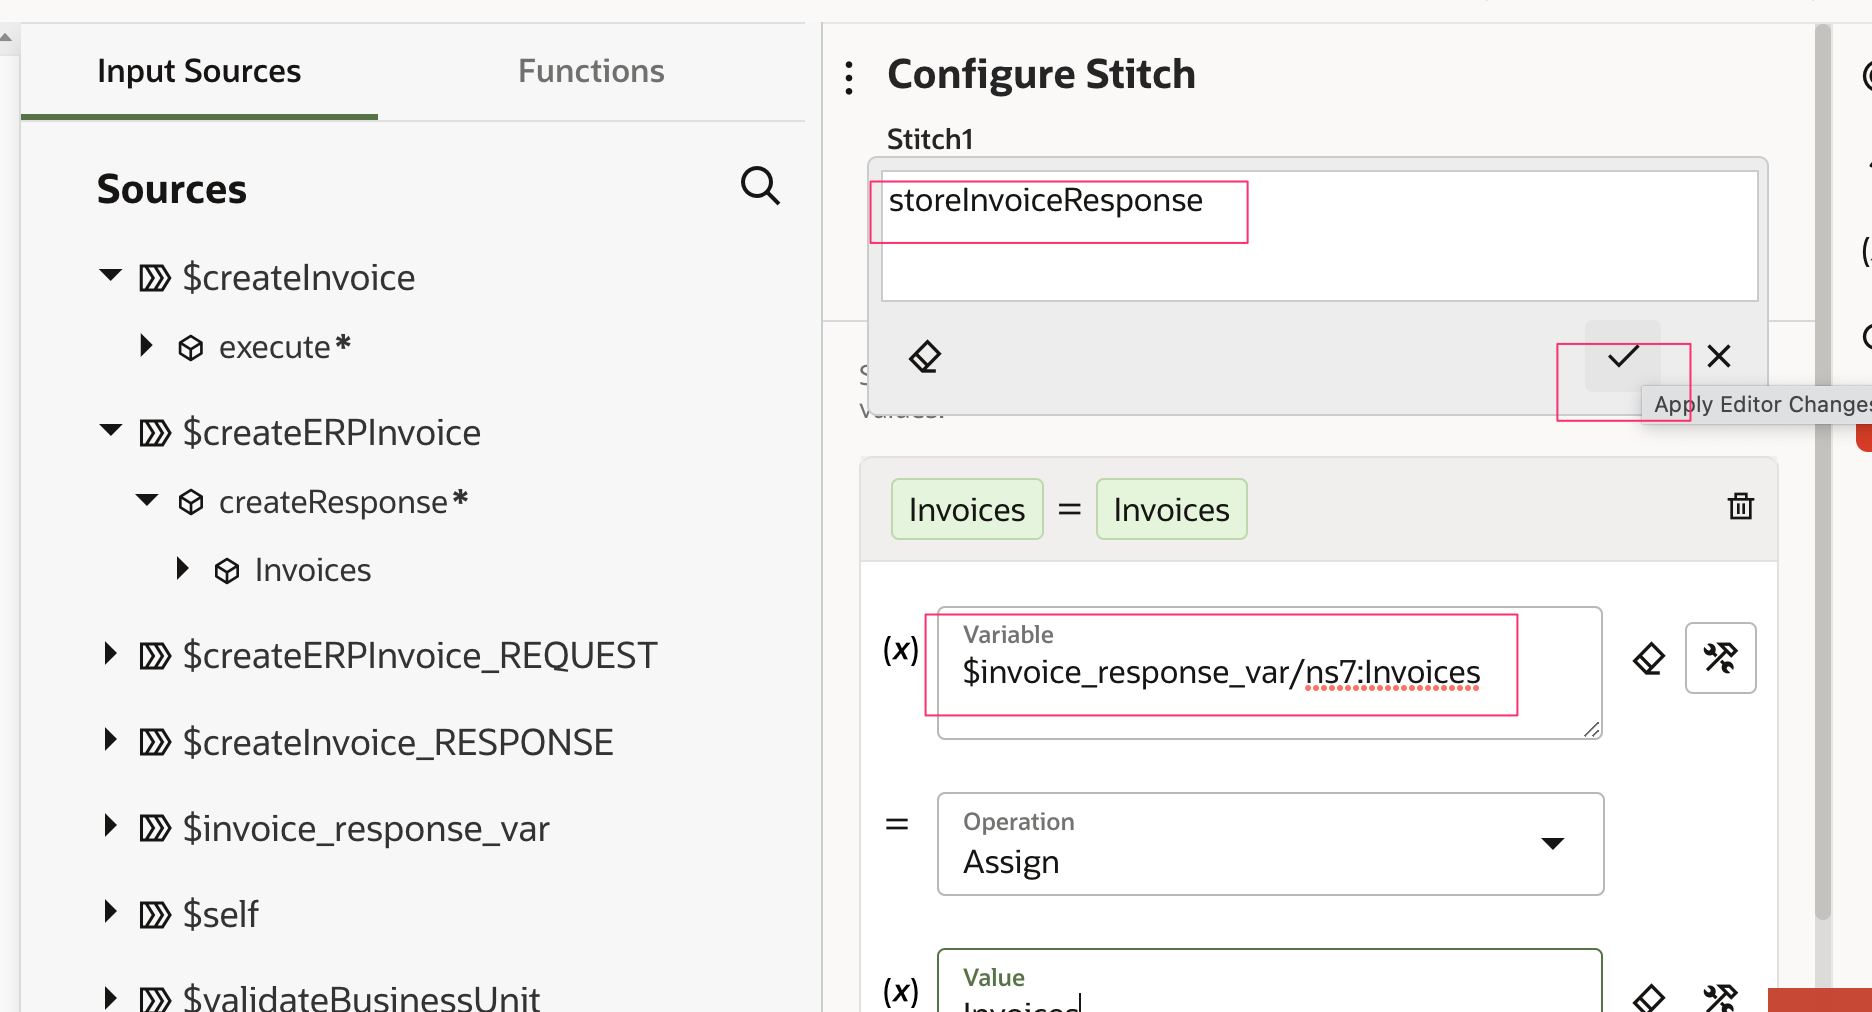 Input Sources
Functions
Sources
$createInvoice
execute*
$createERPInvoice
createResponse*
Invoices
$createERPInvoice_REQUEST
$createInvoice_RESPONSE
$invoice_response_var
$self
$validateBusinessUnit
Configure Stitch
Stitch1
storeInvoiceResponse
Apply Editor Changes
Invoices = Invoices
(x)
Variable
$invoice_response_var/ns7:Invoices
=
Operation
Assign
(x)
Value
Invoices